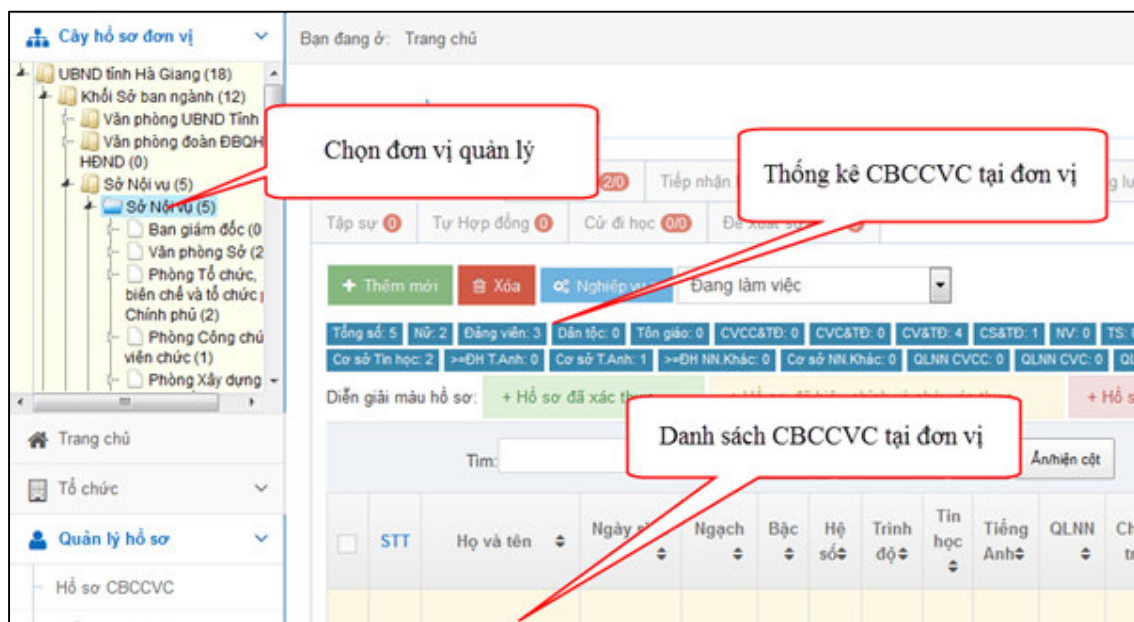 Cây hồ sơ đơn vị
UBND tỉnh Hà Giang (18)
Khối Sở ban ngành (12)
Văn phòng UBND Tỉnh
Văn phòng đoàn ĐBQH
HĐND (0)
Sở Nội vụ (5)
Sở Nội vụ (5)
Ban giám đốc (0
Văn phòng Sở (2
Phòng Tổ chức,
biên chế và tổ chức
Chính phủ (2)
Phòng Công chú
viên chức (1)
Phòng Xây dựng
Trang chủ
Tổ chức
Quản lý hồ sơ
Hồ sơ CBCCVC
Bạn đang ở: Trang chủ
Chọn đơn vị quản lý
Thống kê CBCCVC tại đơn vị
2/0 Tiếp nhận
Tập sự 0 Tự Hợp đồng 0 Cử đi học 0/0
+ Thêm mới Xóa Nghiệp vụ Đang làm việc
Tổng số: 5 Nữ: 2 Đảng viên: 3 Dân tộc: 0 Tôn giáo: 0 CVCC&TĐ: 0 CVC&TĐ: 0 CV&TĐ: 4 CS&TĐ: 1 NV: 0 TS: 0
Cơ sở Tin học: 2 >=ĐH T.Anh: 0 Cơ sở T.Anh: 1 >=ĐH NN.Khác: 0 Cơ sở NN.Khác: 0 QLNN CVCC: 0 QLNN CVC: 0
Diễn giải màu hồ sơ: + Hồ sơ đã xác thực + Hồ s
Danh sách CBCCVC tại đơn vị
Tìm: Ẩn/hiện cột
STT Họ và tên Ngày Ngạch Bậc Hệ số Trình độ Tin học Tiếng Anh QLNN